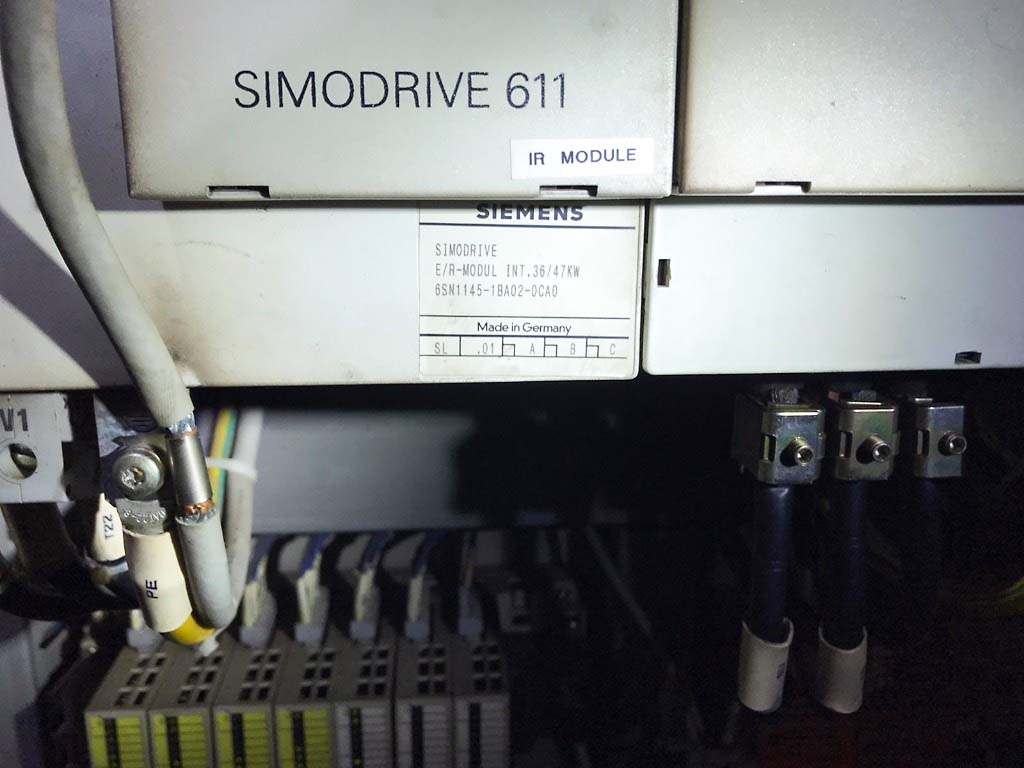 SIMODRIVE 611
IR MODULE
SIEMENS
SIMODRIVE
E/R-MODUL INT.36/47KW
6SN1145-1BA02-0CA0
Made in Germany
SL .01 A B C
V1
T22
PE